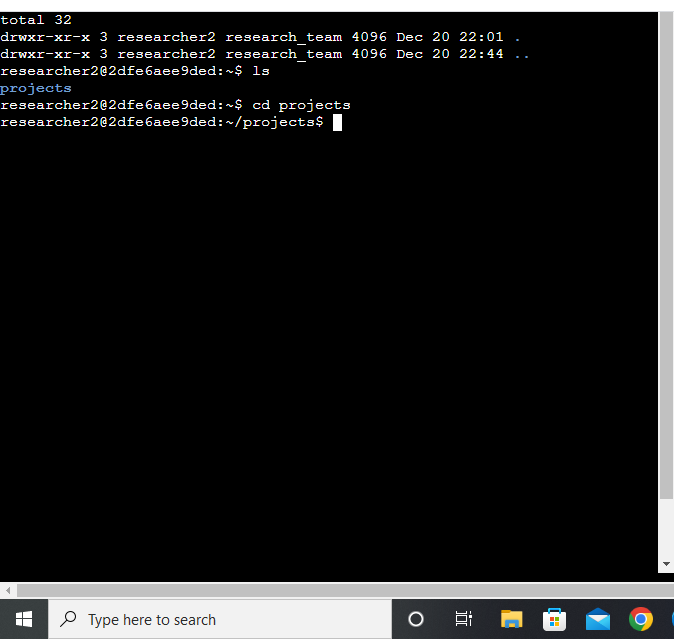 total 32
drwxr-xr-x 3 researcher2 research_team 4096 Dec 20 22:01 .
drwxr-xr-x 3 researcher2 research_team 4096 Dec 20 22:44 ..
researcher2@2dfe6aee9ded:~$ ls
projects
researcher2@2dfe6aee9ded:~$ cd projects
researcher2@2dfe6aee9ded:~/projects$
Type here to search